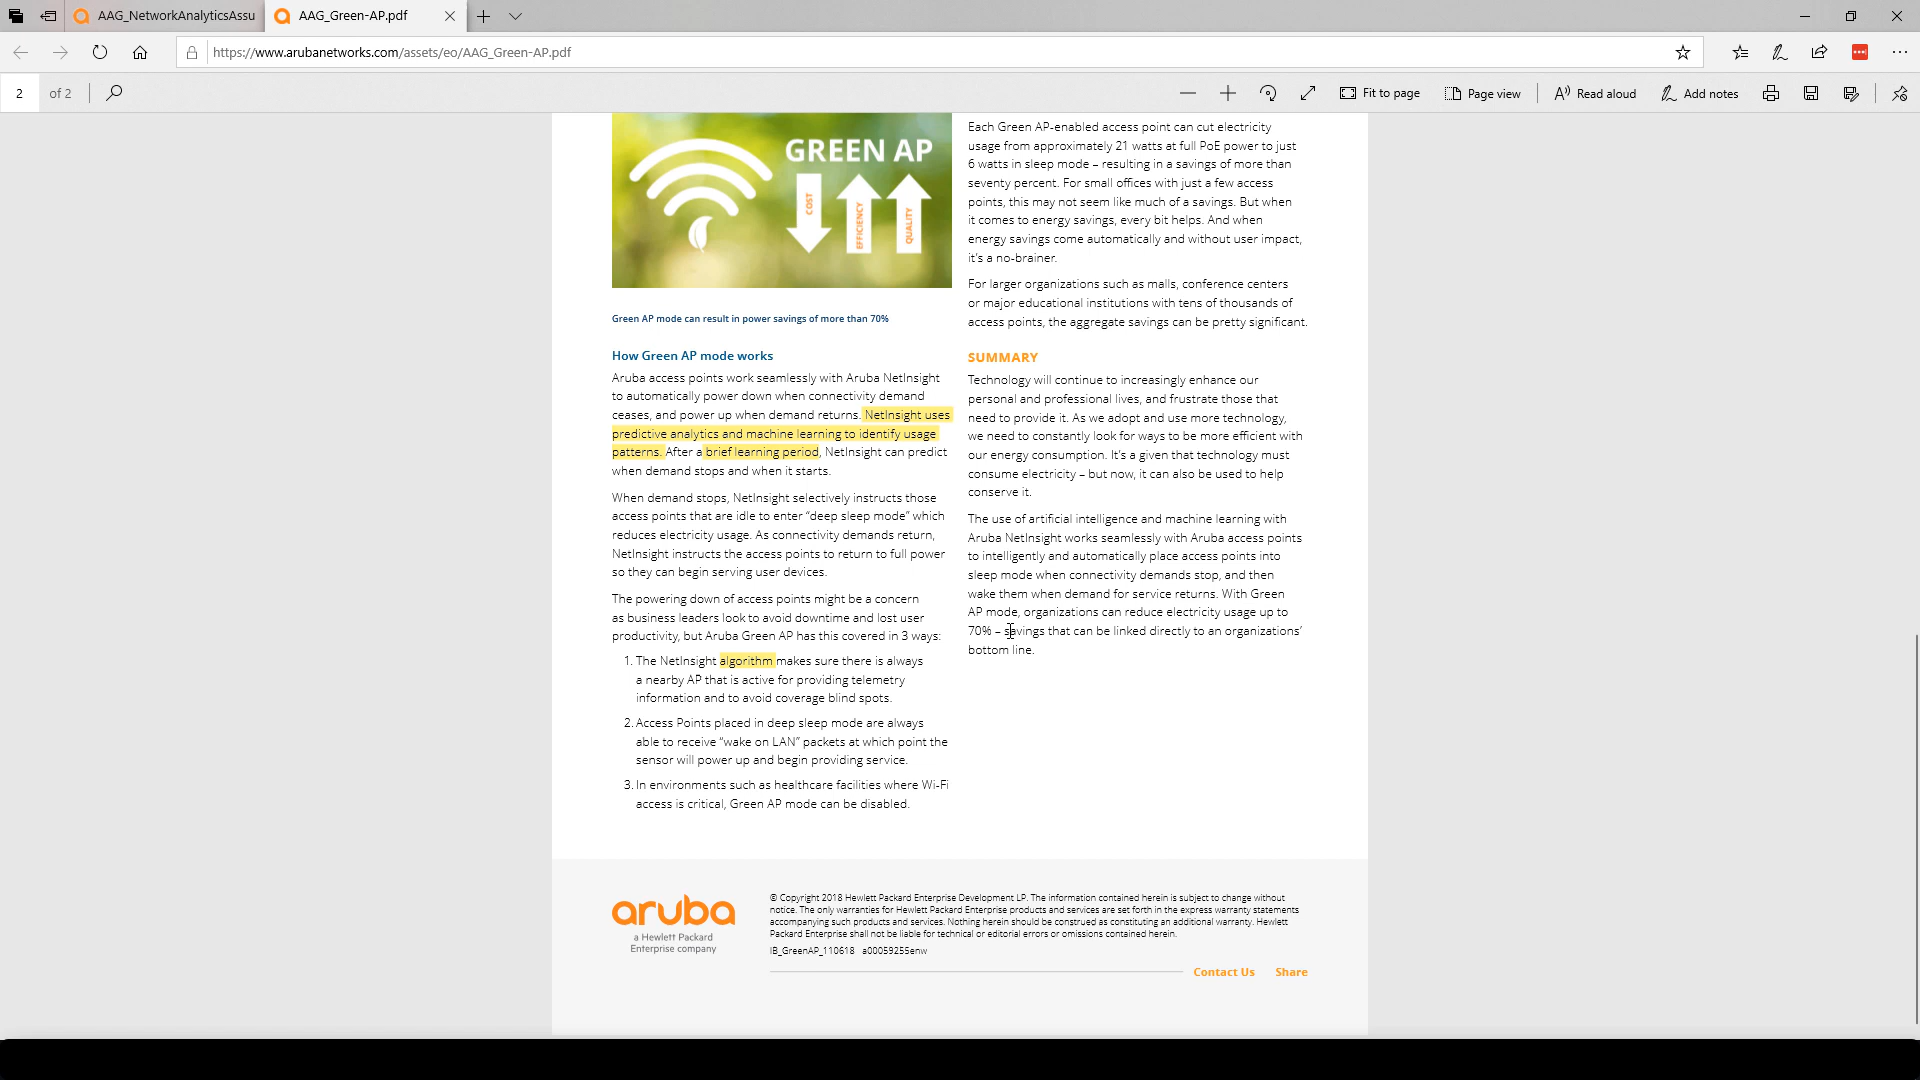 AAG_NetworkAnalyticsAssu
AAG_Green-AP.pdf
https://www.arubanetworks.com/assets/eo/AAG_Green-AP.pdf
2 of 2
Fit to page
Page view
Read aloud
Add notes
GREEN AP
COST
EFFICIENCY
QUALITY
Green AP mode can result in power savings of more than 70%
How Green AP mode works
Aruba access points work seamlessly with Aruba NetInsight
to automatically power down when connectivity demand
ceases, and power up when demand returns. NetInsight uses
predictive analytics and machine learning to identify usage
patterns. After a brief learning period, NetInsight can predict
when demand stops and when it starts.
When demand stops, NetInsight selectively instructs those
access points that are idle to enter “deep sleep mode” which
reduces electricity usage. As connectivity demands return,
NetInsight instructs the access points to return to full power
so they can begin serving user devices.
The powering down of access points might be a concern
as business leaders look to avoid downtime and lost user
productivity, but Aruba Green AP has this covered in 3 ways:
1. The NetInsight algorithm makes sure there is always
a nearby AP that is active for providing telemetry
information and to avoid coverage blind spots.
2. Access Points placed in deep sleep mode are always
able to receive “wake on LAN” packets at which point the
sensor will power up and begin providing service.
3. In environments such as healthcare facilities where Wi-Fi
access is critical, Green AP mode can be disabled.
Each Green AP-enabled access point can cut electricity
usage from approximately 21 watts at full PoE power to just
6 watts in sleep mode – resulting in a savings of more than
seventy percent. For small offices with just a few access
points, this may not seem like much of a savings. But when
it comes to energy savings, every bit helps. And when
energy savings come automatically and without user impact,
it’s a no-brainer.
For larger organizations such as malls, conference centers
or major educational institutions with tens of thousands of
access points, the aggregate savings can be pretty significant.
SUMMARY
Technology will continue to increasingly enhance our
personal and professional lives, and frustrate those that
need to provide it. As we adopt and use more technology,
we need to constantly look for ways to be more efficient with
our energy consumption. It’s a given that technology must
consume electricity – but now, it can also be used to help
conserve it.
The use of artificial intelligence and machine learning with
Aruba NetInsight works seamlessly with Aruba access points
to intelligently and automatically place access points into
sleep mode when connectivity demands stop, and then
wake them when demand for service returns. With Green
AP mode, organizations can reduce electricity usage up to
70% – savings that can be linked directly to an organizations’
bottom line.
aruba
a Hewlett Packard
Enterprise company
© Copyright 2018 Hewlett Packard Enterprise Development LP. The information contained herein is subject to change without
notice. The only warranties for Hewlett Packard Enterprise products and services are set forth in the express warranty statements
accompanying such products and services. Nothing herein should be construed as constituting an additional warranty. Hewlett
Packard Enterprise shall not be liable for technical or editorial errors or omissions contained herein.
IB_GreenAP_110618 a00059255enw
Contact Us
Share